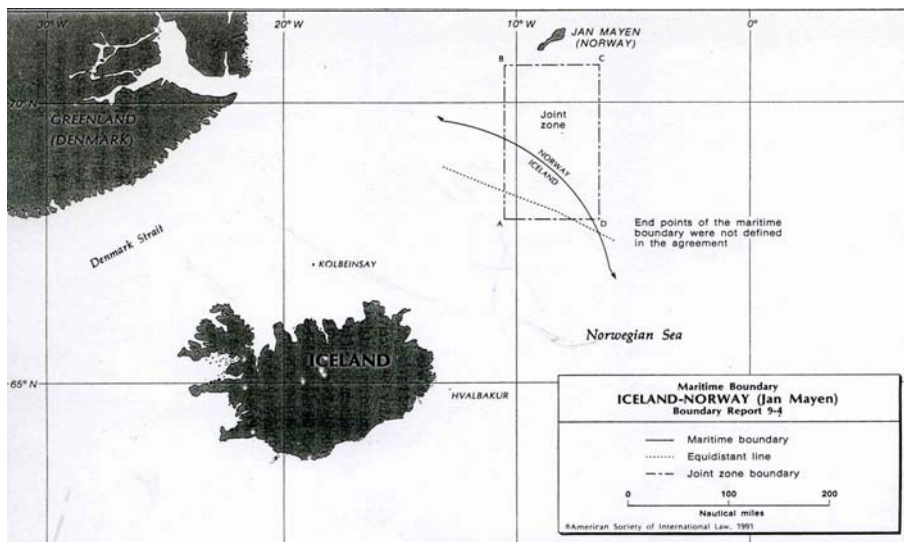 30° W
20° W
10° W
0°
JAN MAYEN
(NORWAY)
B
C
70° N
GREENLAND
(DENMARK)
Joint
zone
NORWAY
ICELAND
A
D
End points of the maritime
boundary were not defined
in the agreement
Denmark Strait
KOLBEINSAY
Norwegian Sea
ICELAND
65° N
HVALBAKUR
Maritime Boundary
ICELAND-NORWAY (Jan Mayen)
Boundary Report 9-4
Maritime boundary
Equidistant line
Joint zone boundary
0 100 200
Nautical miles
©American Society of International Law, 1991